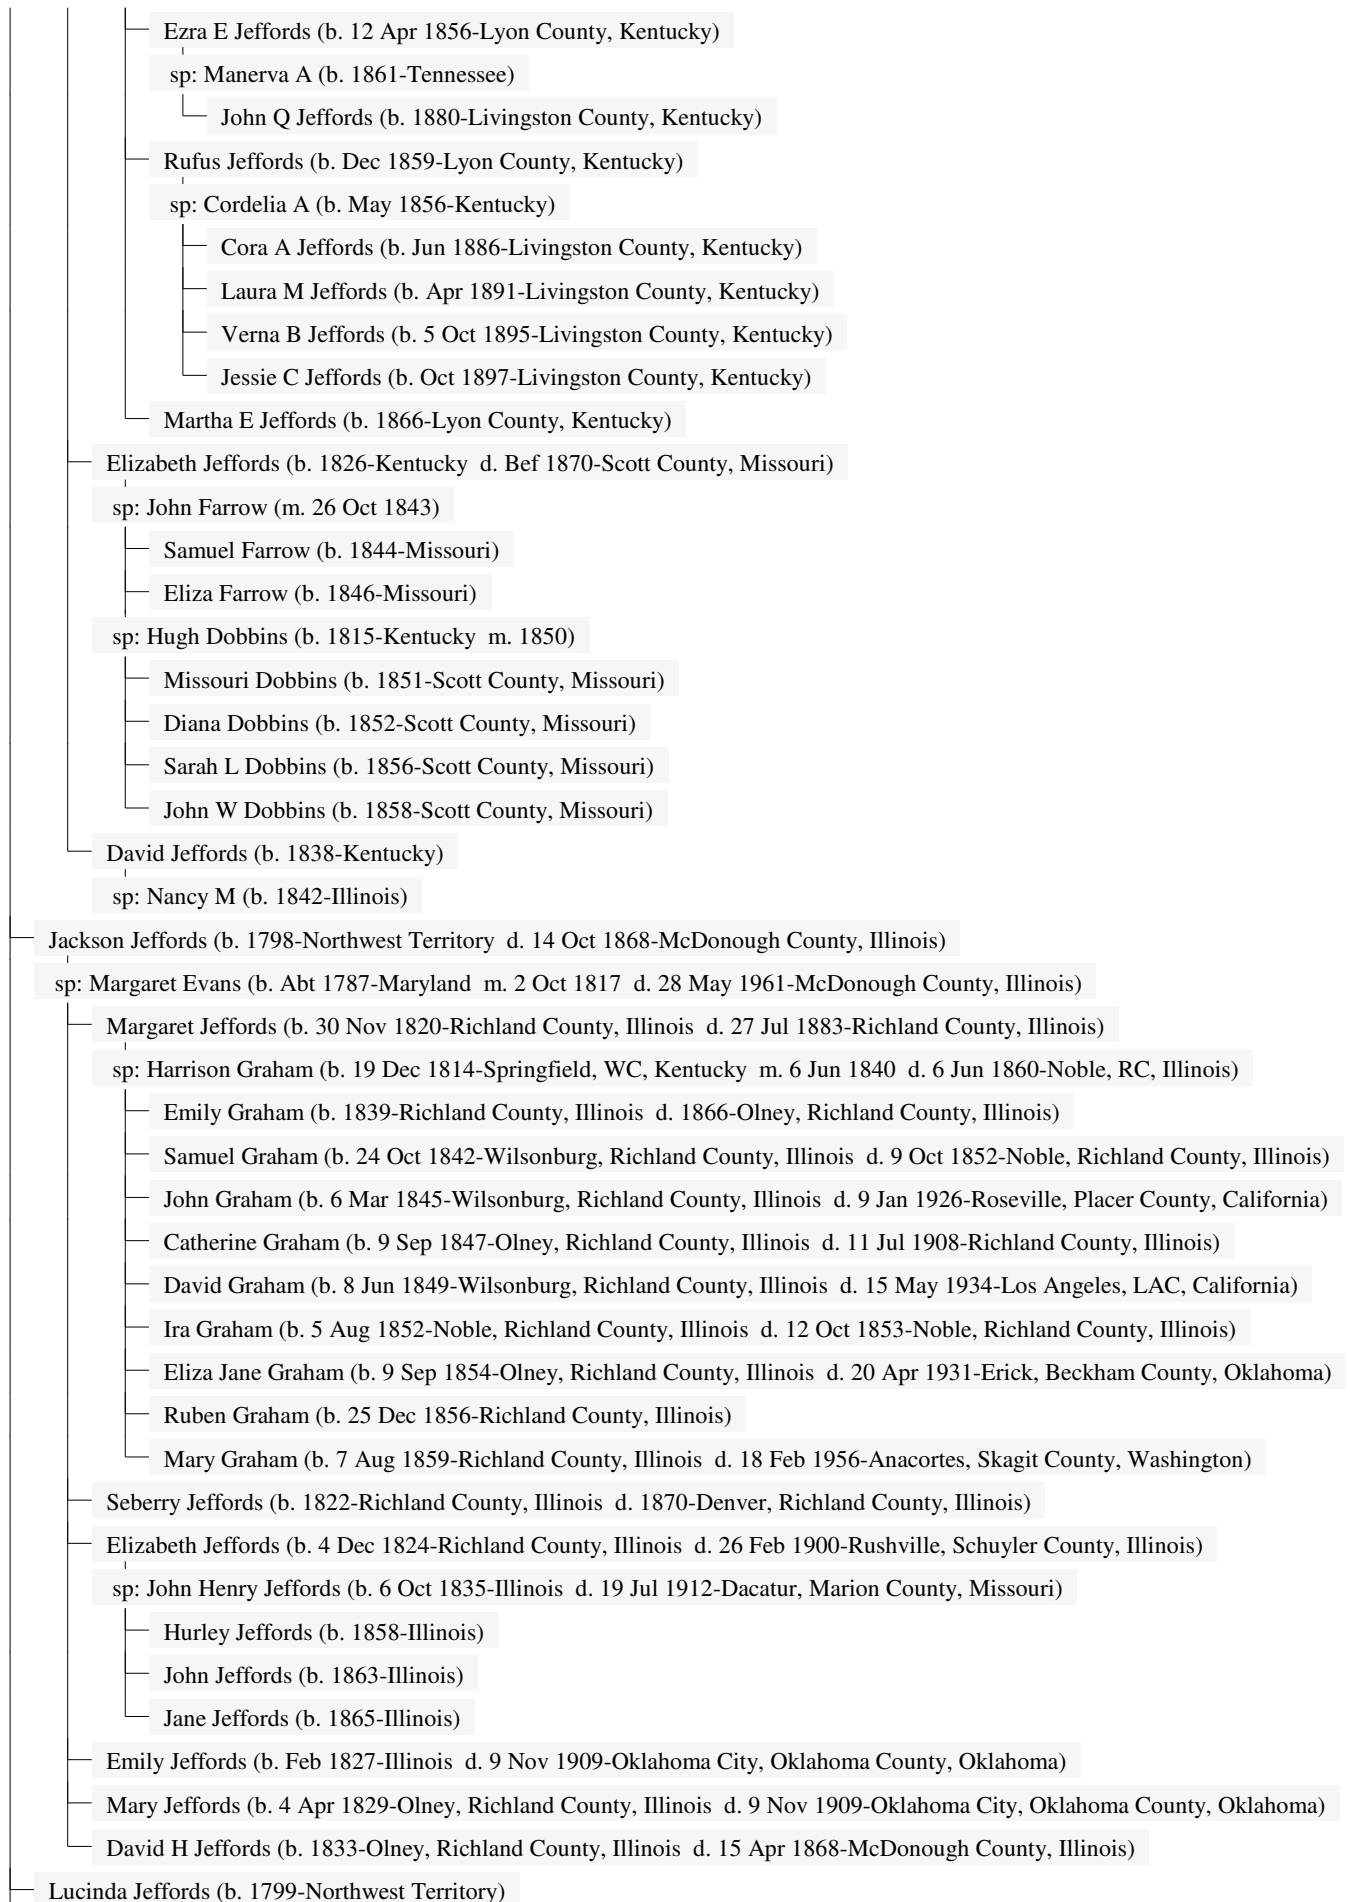 Ezra E Jeffords (b. 12 Apr 1856-Lyon County, Kentucky)
sp: Manerva A (b. 1861-Tennessee)
John Q Jeffords (b. 1880-Livingston County, Kentucky)
Rufus Jeffords (b. Dec 1859-Lyon County, Kentucky)
sp: Cordelia A (b. May 1856-Kentucky)
Cora A Jeffords (b. Jun 1886-Livingston County, Kentucky)
Laura M Jeffords (b. Apr 1891-Livingston County, Kentucky)
Verna B Jeffords (b. 5 Oct 1895-Livingston County, Kentucky)
Jessie C Jeffords (b. Oct 1897-Livingston County, Kentucky)
Martha E Jeffords (b. 1866-Lyon County, Kentucky)
Elizabeth Jeffords (b. 1826-Kentucky  d. Bef 1870-Scott County, Missouri)
sp: John Farrow (m. 26 Oct 1843)
Samuel Farrow (b. 1844-Missouri)
Eliza Farrow (b. 1846-Missouri)
sp: Hugh Dobbins (b. 1815-Kentucky  m. 1850)
Missouri Dobbins (b. 1851-Scott County, Missouri)
Diana Dobbins (b. 1852-Scott County, Missouri)
Sarah L Dobbins (b. 1856-Scott County, Missouri)
John W Dobbins (b. 1858-Scott County, Missouri)
David Jeffords (b. 1838-Kentucky)
sp: Nancy M (b. 1842-Illinois)
Jackson Jeffords (b. 1798-Northwest Territory  d. 14 Oct 1868-McDonough County, Illinois)
sp: Margaret Evans (b. Abt 1787-Maryland  m. 2 Oct 1817  d. 28 May 1961-McDonough County, Illinois)
Margaret Jeffords (b. 30 Nov 1820-Richland County, Illinois  d. 27 Jul 1883-Richland County, Illinois)
sp: Harrison Graham (b. 19 Dec 1814-Springfield, WC, Kentucky  m. 6 Jun 1840  d. 6 Jun 1860-Noble, RC, Illinois)
Emily Graham (b. 1839-Richland County, Illinois  d. 1866-Olney, Richland County, Illinois)
Samuel Graham (b. 24 Oct 1842-Wilsonburg, Richland County, Illinois  d. 9 Oct 1852-Noble, Richland County, Illinois)
John Graham (b. 6 Mar 1845-Wilsonburg, Richland County, Illinois  d. 9 Jan 1926-Roseville, Placer County, California)
Catherine Graham (b. 9 Sep 1847-Olney, Richland County, Illinois  d. 11 Jul 1908-Richland County, Illinois)
David Graham (b. 8 Jun 1849-Wilsonburg, Richland County, Illinois  d. 15 May 1934-Los Angeles, LAC, California)
Ira Graham (b. 5 Aug 1852-Noble, Richland County, Illinois  d. 12 Oct 1853-Noble, Richland County, Illinois)
Eliza Jane Graham (b. 9 Sep 1854-Olney, Richland County, Illinois  d. 20 Apr 1931-Erick, Beckham County, Oklahoma)
Ruben Graham (b. 25 Dec 1856-Richland County, Illinois)
Mary Graham (b. 7 Aug 1859-Richland County, Illinois  d. 18 Feb 1956-Anacortes, Skagit County, Washington)
Seberry Jeffords (b. 1822-Richland County, Illinois  d. 1870-Denver, Richland County, Illinois)
Elizabeth Jeffords (b. 4 Dec 1824-Richland County, Illinois  d. 26 Feb 1900-Rushville, Schuyler County, Illinois)
sp: John Henry Jeffords (b. 6 Oct 1835-Illinois  d. 19 Jul 1912-Dacatur, Marion County, Missouri)
Hurley Jeffords (b. 1858-Illinois)
John Jeffords (b. 1863-Illinois)
Jane Jeffords (b. 1865-Illinois)
Emily Jeffords (b. Feb 1827-Illinois  d. 9 Nov 1909-Oklahoma City, Oklahoma County, Oklahoma)
Mary Jeffords (b. 4 Apr 1829-Olney, Richland County, Illinois  d. 9 Nov 1909-Oklahoma City, Oklahoma County, Oklahoma)
David H Jeffords (b. 1833-Olney, Richland County, Illinois  d. 15 Apr 1868-McDonough County, Illinois)
Lucinda Jeffords (b. 1799-Northwest Territory)